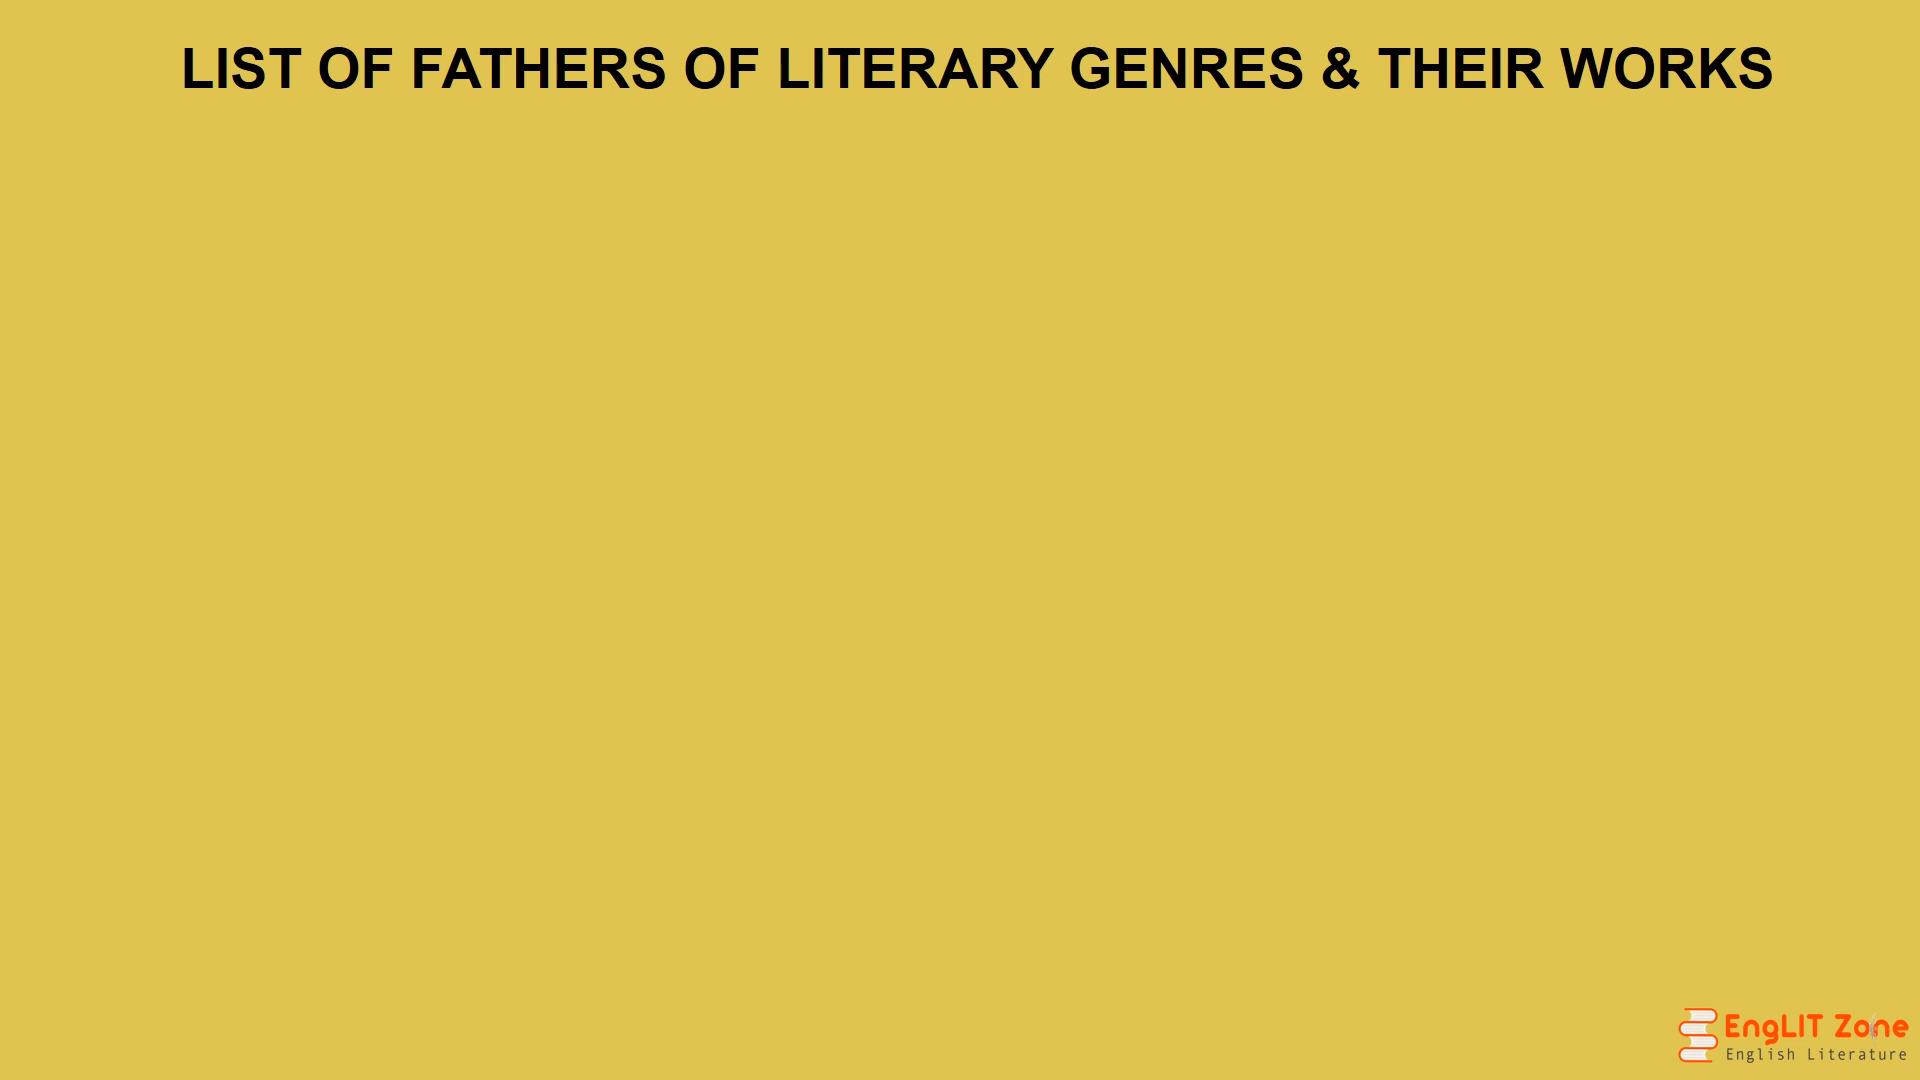 LIST OF FATHERS OF LITERARY GENRES & THEIR WORKS
EngLIT Zone
English Literature